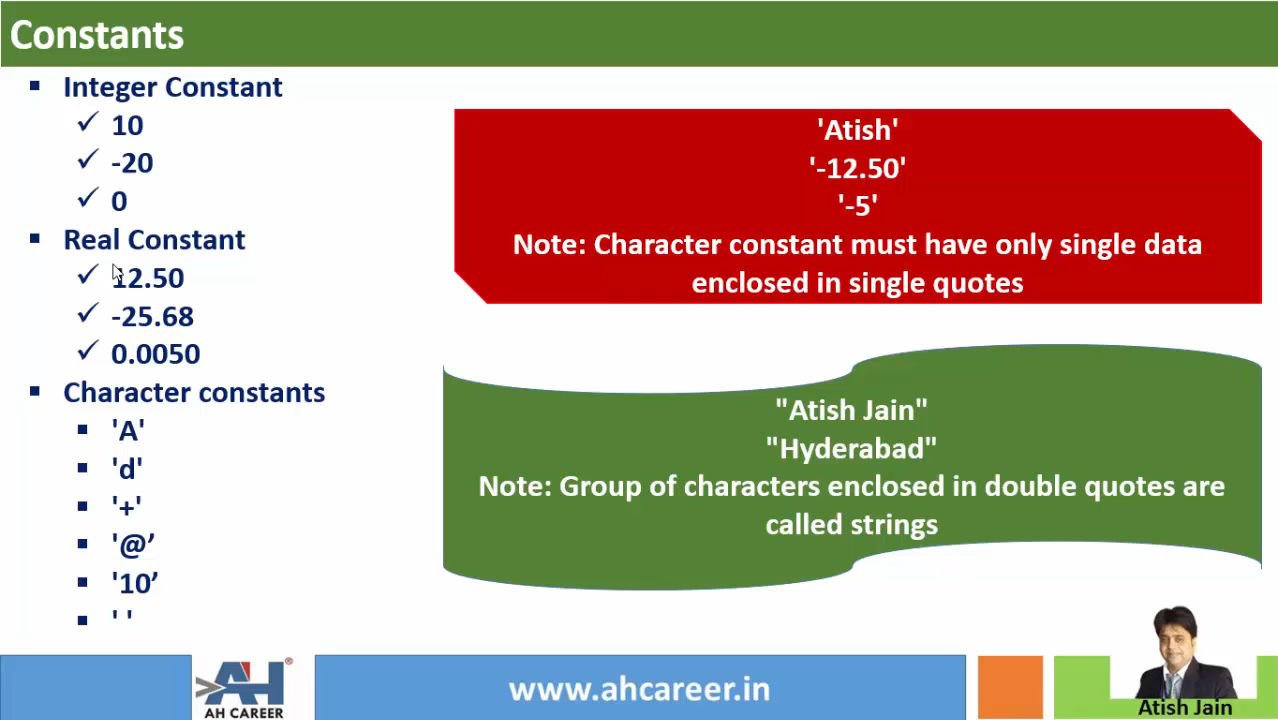 Constants
Integer Constant
10
-20
0
Real Constant
12.50
-25.68
0.0050
Character constants
'A'
'd'
'+'
'@’
'10’
' '
'Atish'
'-12.50'
'-5'
Note: Character constant must have only single data
enclosed in single quotes
"Atish Jain"
"Hyderabad"
Note: Group of characters enclosed in double quotes are
called strings
AH
®
AH CAREER
www.ahcareer.in
Atish Jain